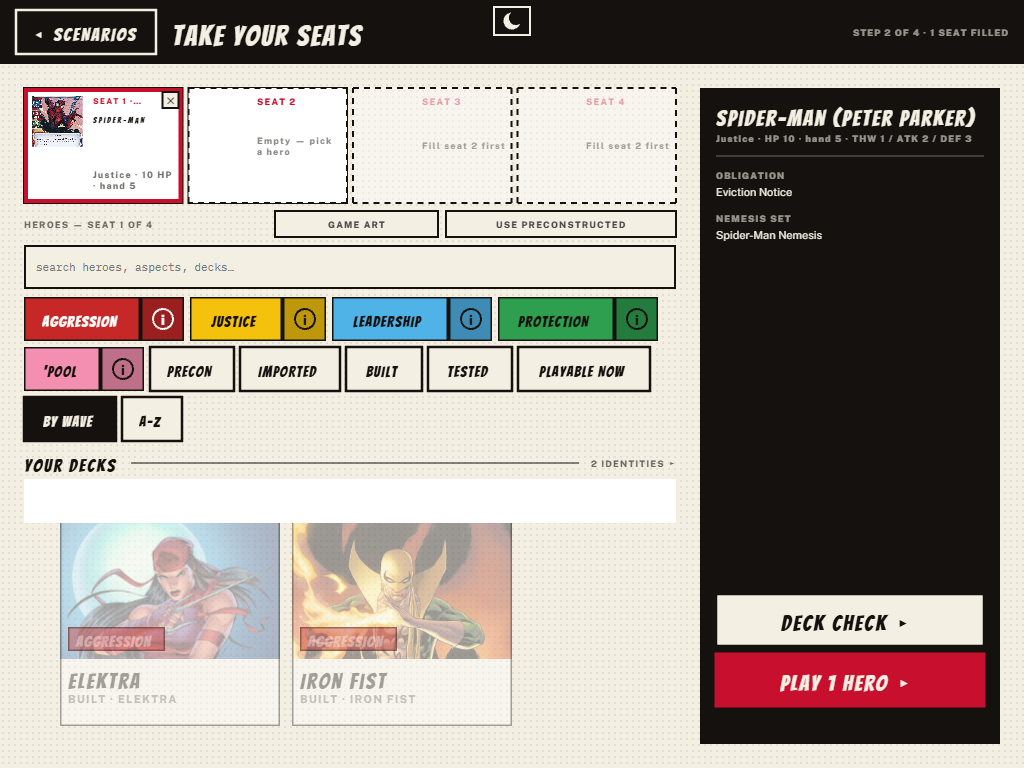 ◂ SCENARIOS
TAKE YOUR SEATS
STEP 2 OF 4 · 1 SEAT FILLED
SEAT 1 ·…
SPIDER-MAN
Justice · 10 HP
· hand 5
SEAT 2
Empty — pick
a hero
SEAT 3
Fill seat 2 first
SEAT 4
Fill seat 2 first
HEROES — SEAT 1 OF 4
GAME ART
USE PRECONSTRUCTED
search heroes, aspects, decks…
AGGRESSION
JUSTICE
LEADERSHIP
PROTECTION
'POOL
PRECON
IMPORTED
BUILT
TESTED
PLAYABLE NOW
BY WAVE
A-Z
YOUR DECKS
2 IDENTITIES ▸
AGGRESSION
ELEKTRA
BUILT · ELEKTRA
AGGRESSION
IRON FIST
BUILT · IRON FIST
SPIDER-MAN (PETER PARKER)
Justice · HP 10 · hand 5 · THW 1 / ATK 2 / DEF 3
OBLIGATION
Eviction Notice
NEMESIS SET
Spider-Man Nemesis
DECK CHECK ▸
PLAY 1 HERO ▸